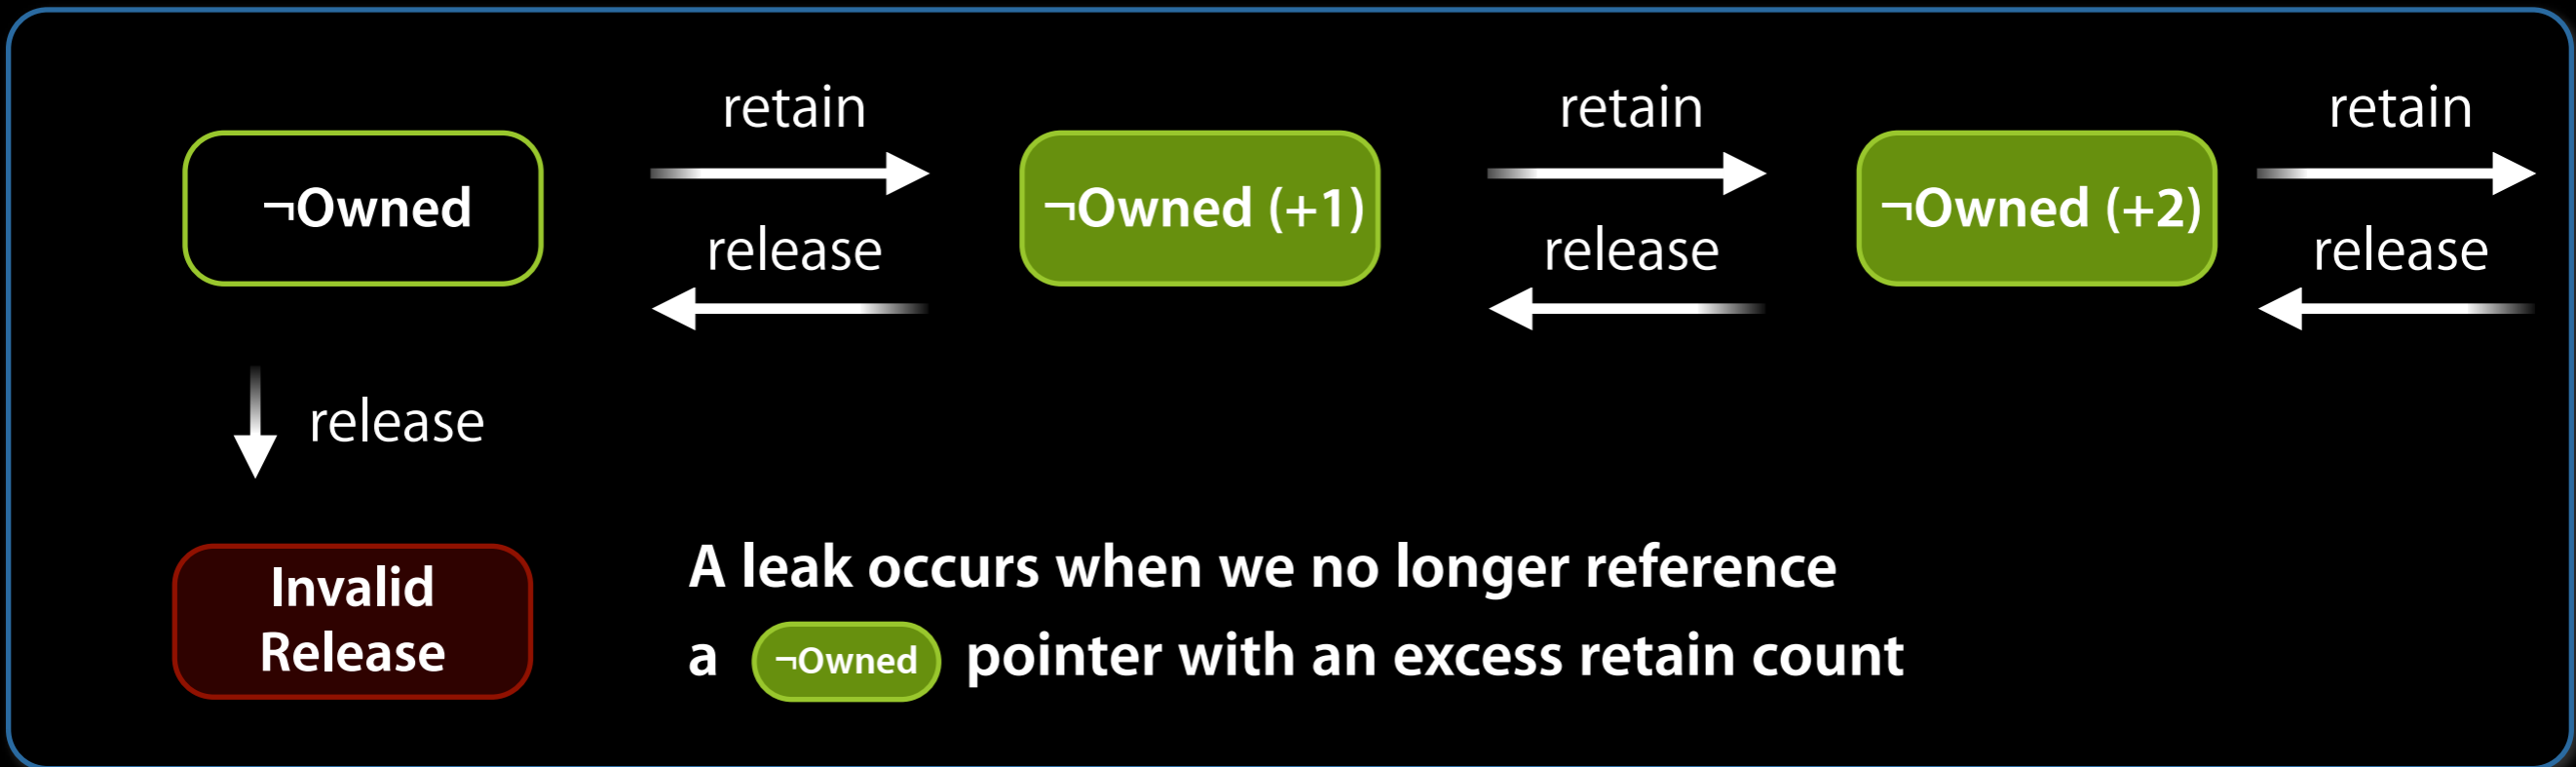 retain
retain
retain
¬Owned
¬Owned (+1)
¬Owned (+2)
release
release
release
release
Invalid
Release
A leak occurs when we no longer reference
a ¬Owned pointer with an excess retain count